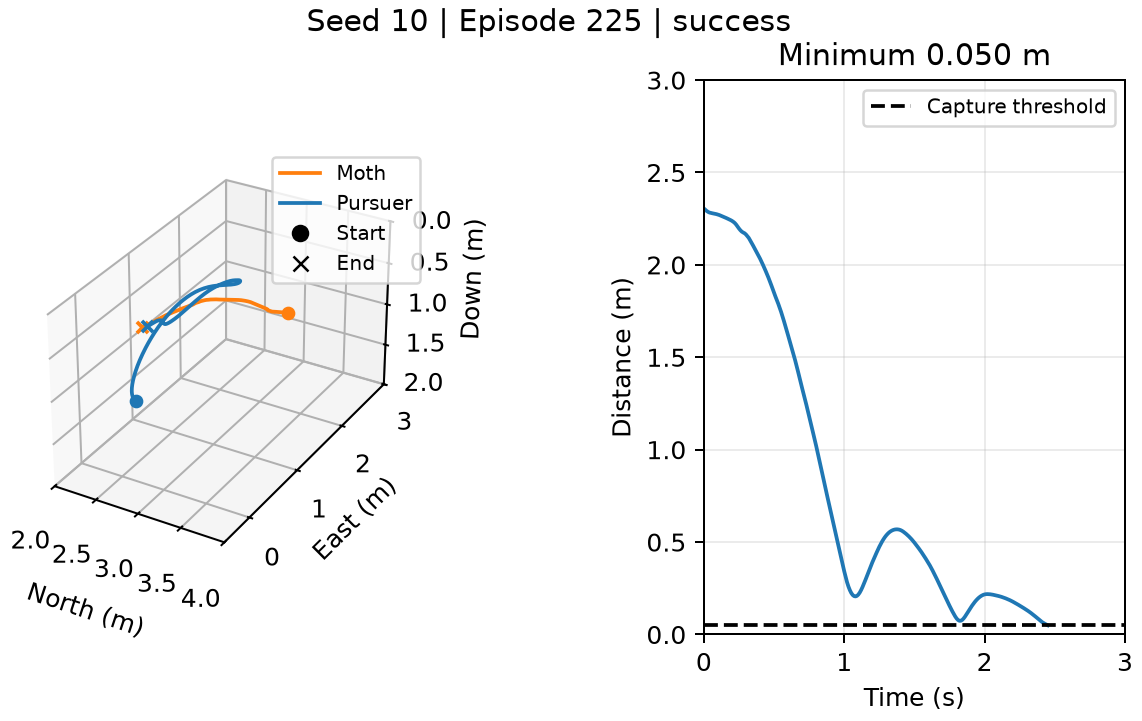 Seed 10 | Episode 225 | success
Moth
Pursuer
Start
End
0.0
0.5
1.0
1.5
2.0
Down (m)
3
2
1
0
East (m)
2.0
2.5
3.0
3.5
4.0
North (m)
Minimum 0.050 m
Capture threshold
3.0
2.5
2.0
1.5
1.0
0.5
0.0
Distance (m)
0
1
2
3
Time (s)